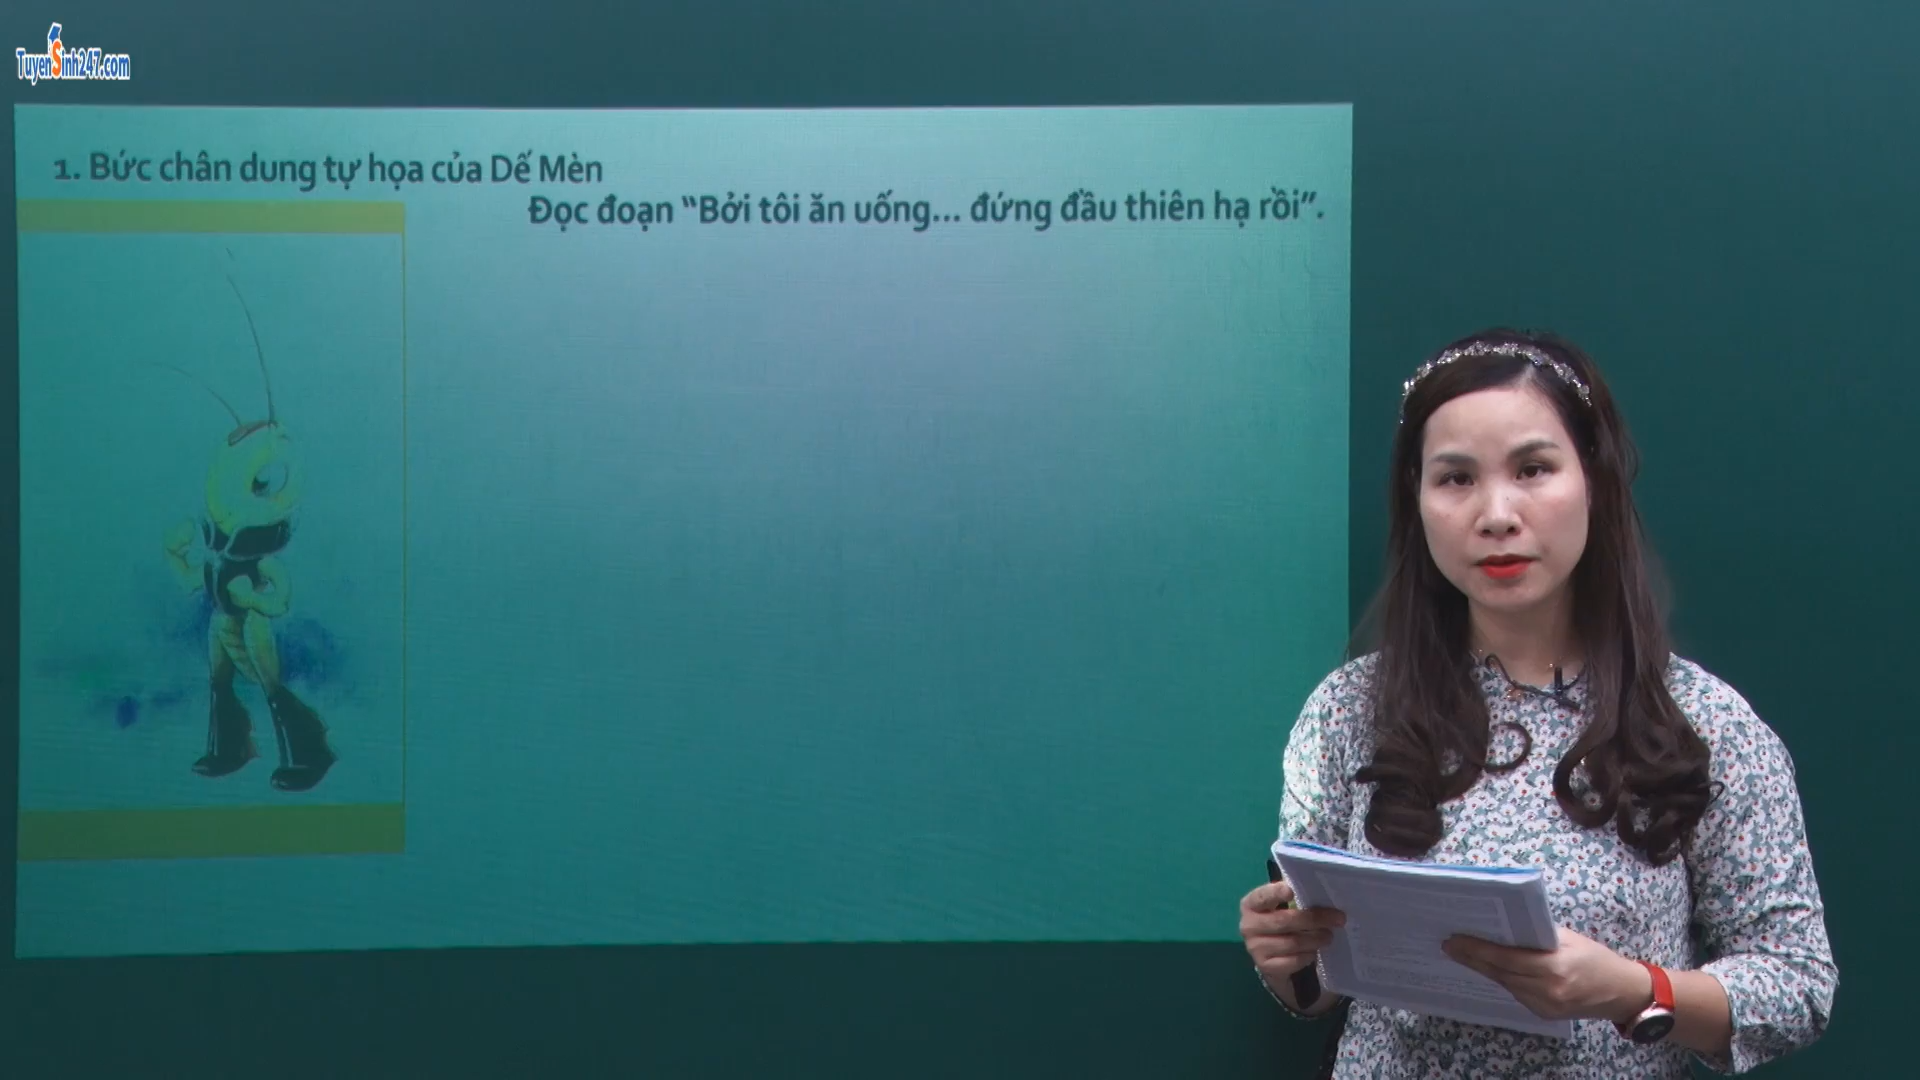 TuyenSinh247.com
1. Bức chân dung tự họa của Dế Mèn
Đọc đoạn “Bởi tôi ăn uống... đứng đầu thiên hạ rồi”.